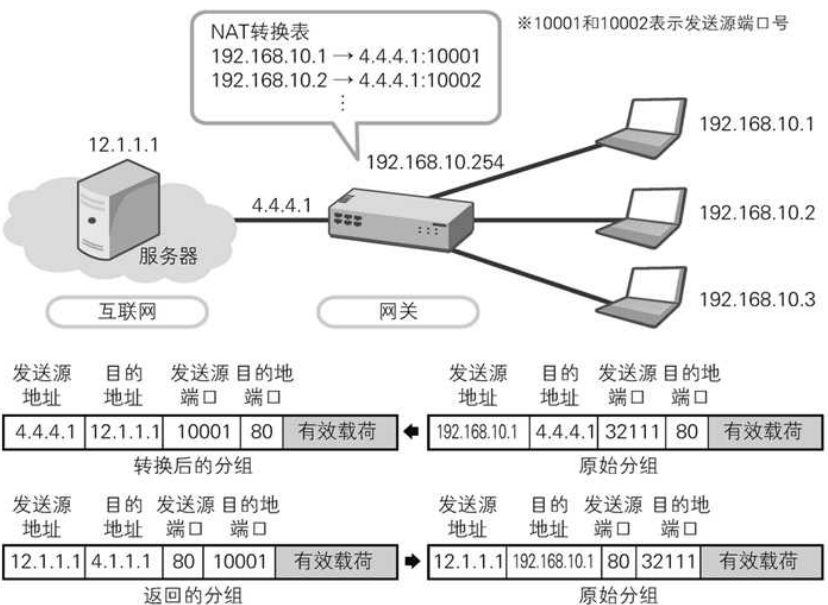 NAT转换表
192.168.10.1 → 4.4.4.1:10001
192.168.10.2 → 4.4.4.1:10002
⋮
※10001和10002表示发送源端口号
12.1.1.1
192.168.10.254
192.168.10.1
4.4.4.1
192.168.10.2
服务器
192.168.10.3
互联网
网关
发送源 目的 发送源 目的地
地址 地址 端口 端口
4.4.4.1 12.1.1.1 10001 80 有效载荷
转换后的分组
发送源 目的 发送源 目的地
地址 地址 端口 端口
192.168.10.1 4.4.4.1 32111 80 有效载荷
原始分组
发送源 目的 发送源 目的地
地址 地址 端口 端口
12.1.1.1 4.1.1.1 80 10001 有效载荷
返回的分组
发送源 目的 发送源 目的地
地址 地址 端口 端口
12.1.1.1 192.168.10.1 80 32111 有效载荷
原始分组